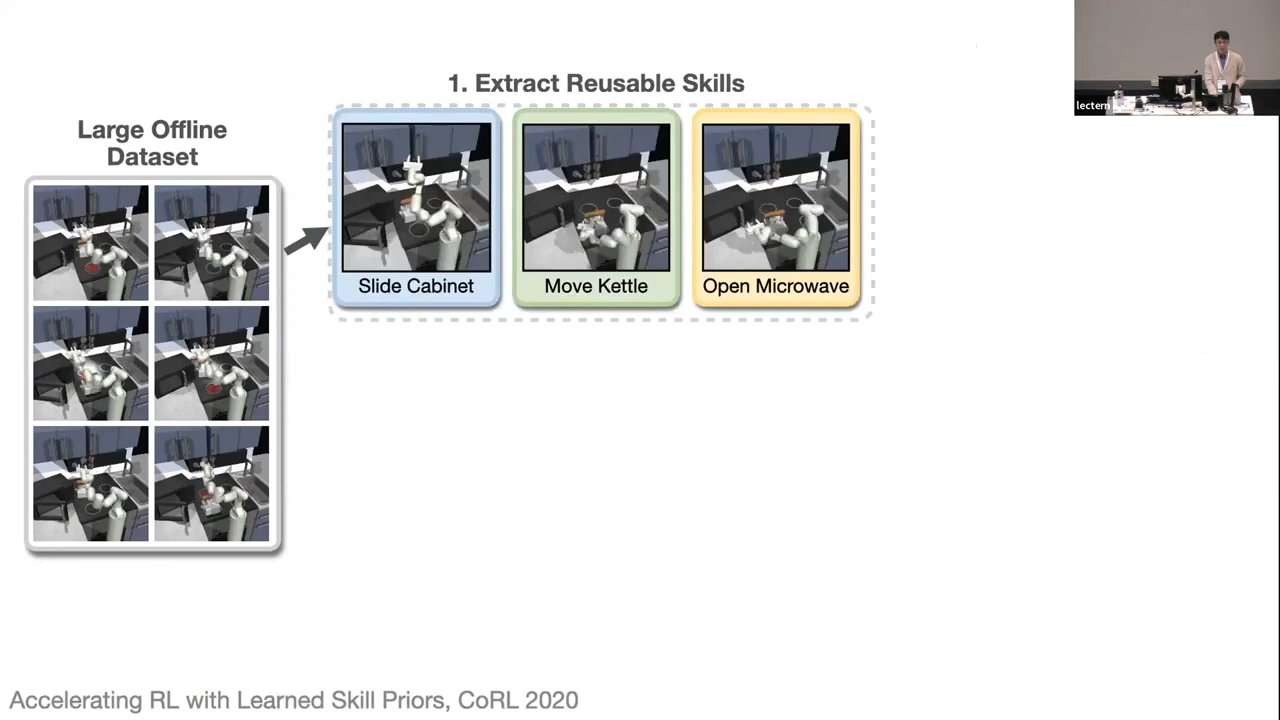 1. Extract Reusable Skills
Large Offline
Dataset
Slide Cabinet
Move Kettle
Open Microwave
lectern
Accelerating RL with Learned Skill Priors, CoRL 2020